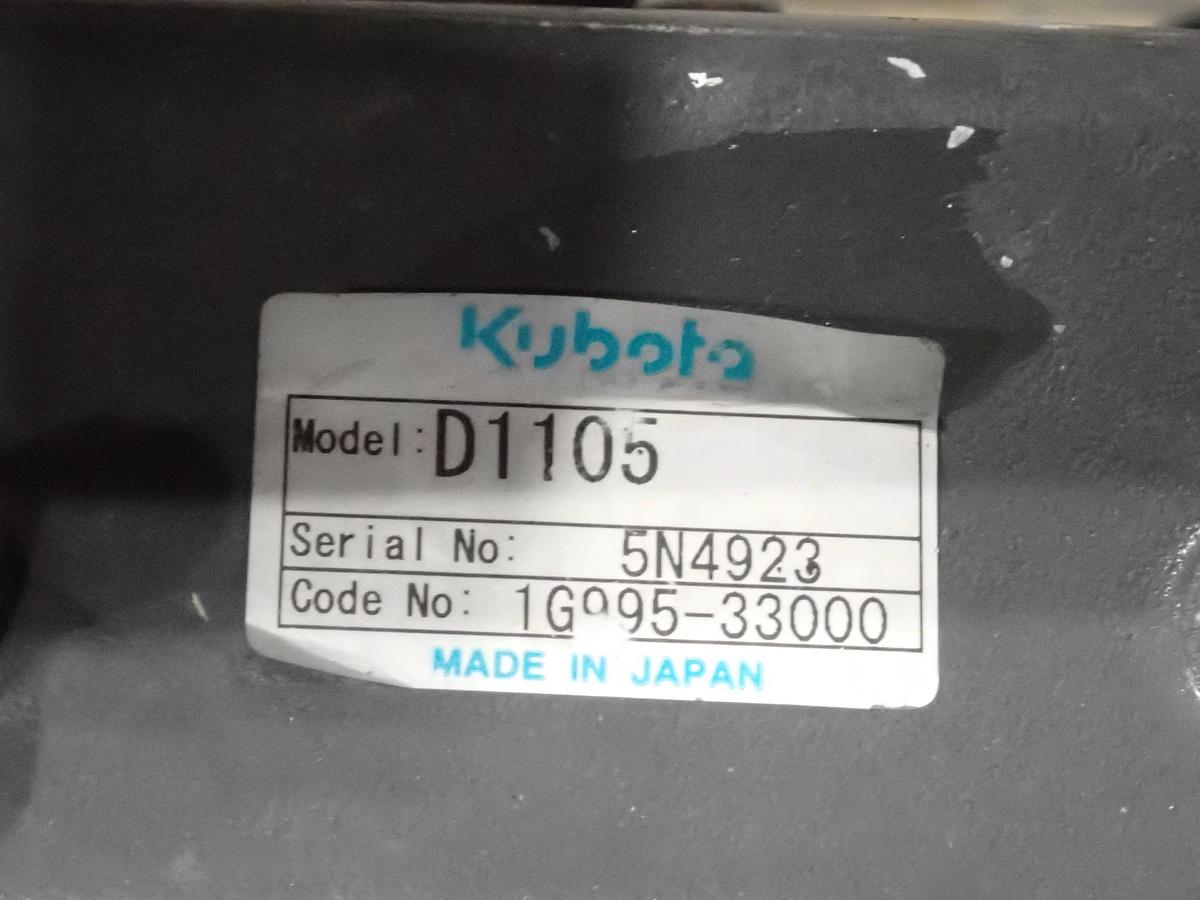 Kubota
Model: D1105
Serial No: 5N4923
Code No: 1G995-33000
MADE IN JAPAN